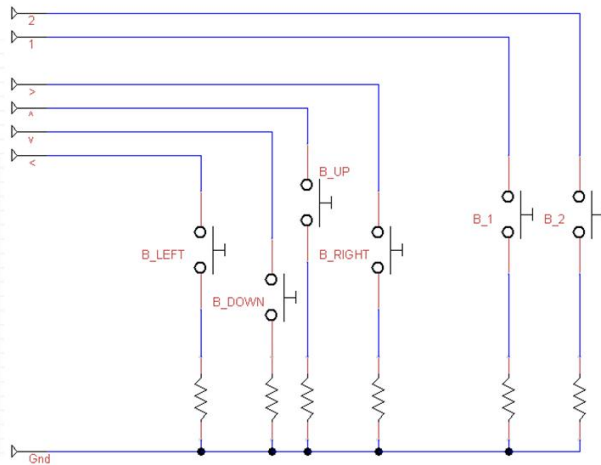 2
1
>
^
v
<
B_UP
B_1
B_2
B_LEFT
B_RIGHT
B_DOWN
Gnd